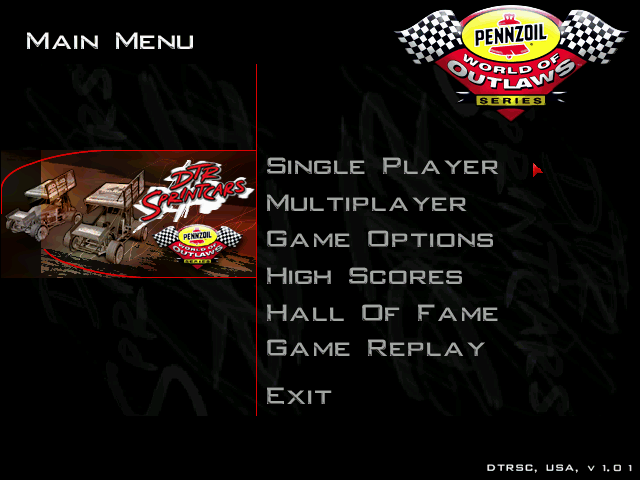 Main Menu
PENNZOIL
WORLD OF
OUTLAWS
SERIES
DTR
SPRINTCARS
PENNZOIL
WORLD OF
OUTLAWS
SERIES
Single Player
Multiplayer
Game Options
High Scores
Hall Of Fame
Game Replay
Exit
DTRSC, USA, v 1.01